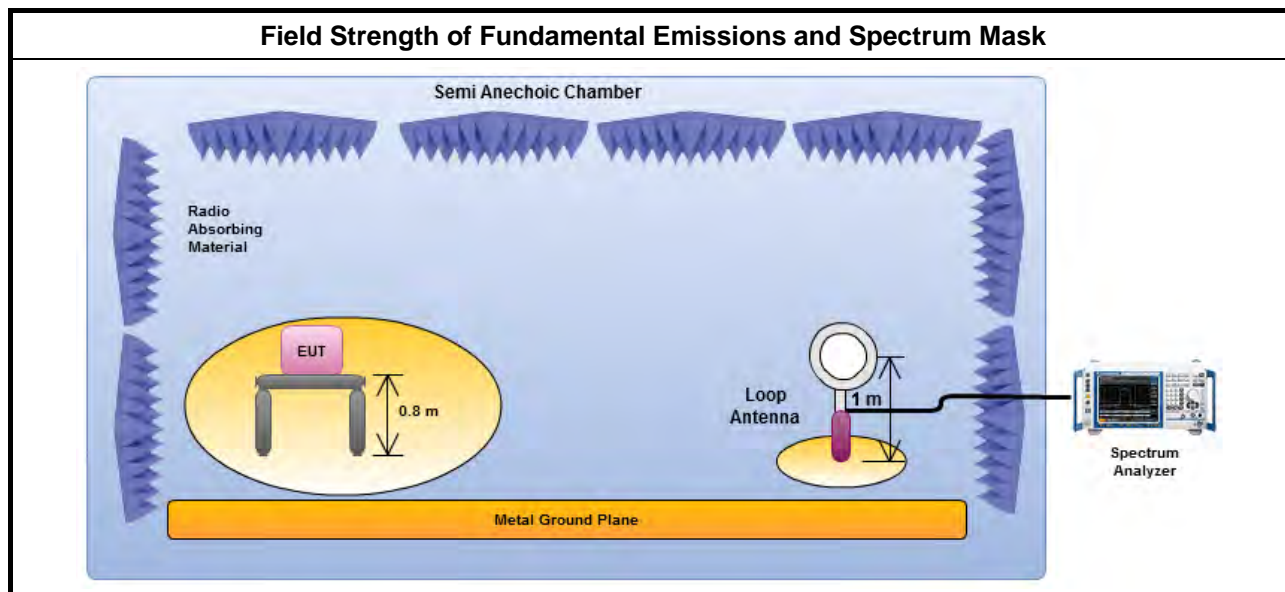 Field Strength of Fundamental Emissions and Spectrum Mask
Semi Anechoic Chamber
Radio
Absorbing
Material
EUT
0.8 m
Loop
Antenna
1 m
Spectrum
Analyzer
Metal Ground Plane